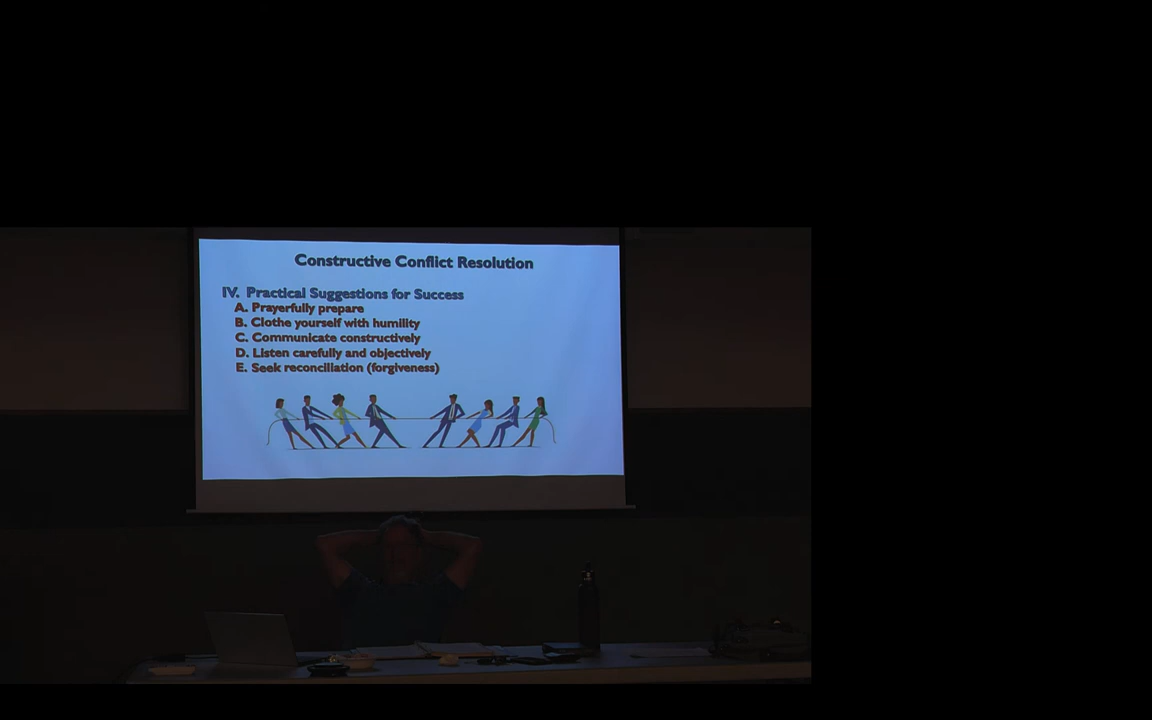 Constructive Conflict Resolution
IV. Practical Suggestions for Success
A. Prayerfully prepare
B. Clothe yourself with humility
C. Communicate constructively
D. Listen carefully and objectively
E. Seek reconciliation (forgiveness)